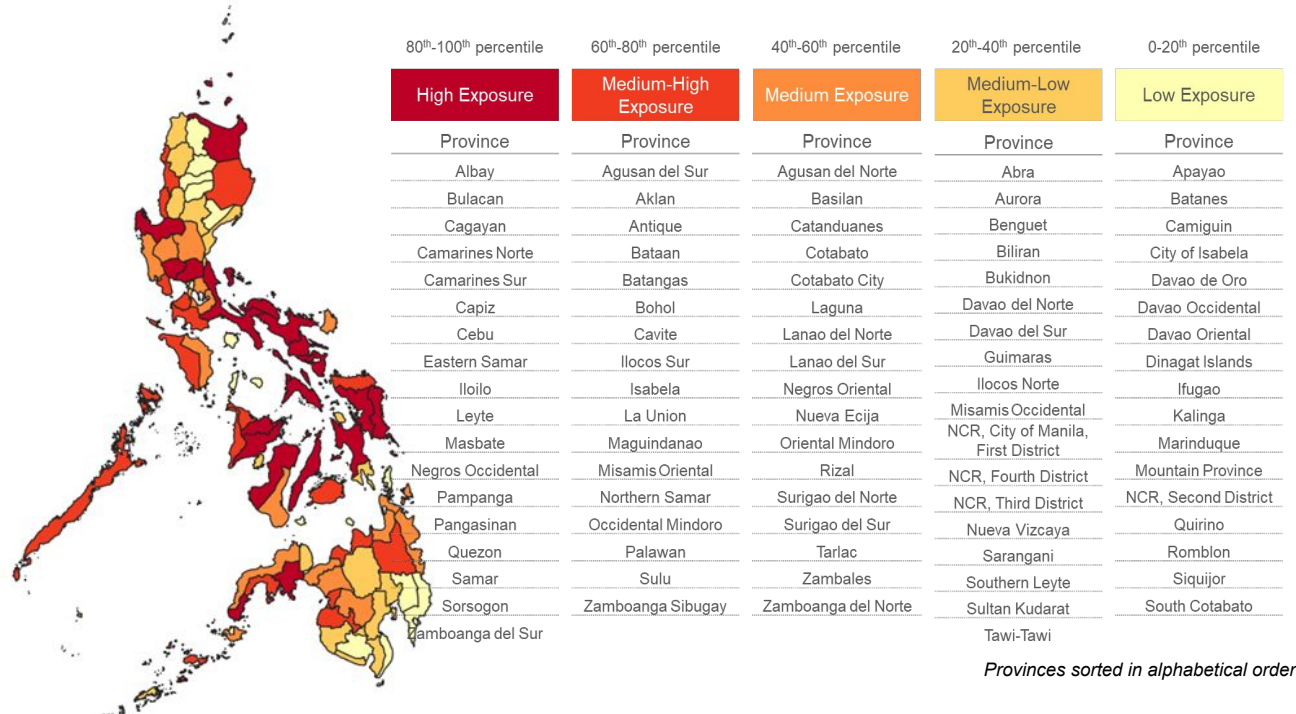 80th-100th percentile
High Exposure
Province
Albay
Bulacan
Cagayan
Camarines Norte
Camarines Sur
Capiz
Cebu
Eastern Samar
Iloilo
Leyte
Masbate
Negros Occidental
Pampanga
Pangasinan
Quezon
Samar
Sorsogon
Zamboanga del Sur
60th-80th percentile
Medium-High
Exposure
Province
Agusan del Sur
Aklan
Antique
Bataan
Batangas
Bohol
Cavite
Ilocos Sur
Isabela
La Union
Maguindanao
Misamis Oriental
Northern Samar
Occidental Mindoro
Palawan
Sulu
Zamboanga Sibugay
40th-60th percentile
Medium Exposure
Province
Agusan del Norte
Basilan
Catanduanes
Cotabato
Cotabato City
Laguna
Lanao del Norte
Lanao del Sur
Negros Oriental
Nueva Ecija
Oriental Mindoro
Rizal
Surigao del Norte
Surigao del Sur
Tarlac
Zambales
Zamboanga del Norte
20th-40th percentile
Medium-Low
Exposure
Province
Abra
Aurora
Benguet
Biliran
Bukidnon
Davao del Norte
Davao del Sur
Guimaras
Ilocos Norte
Misamis Occidental
NCR, City of Manila,
First District
NCR, Fourth District
NCR, Third District
Nueva Vizcaya
Sarangani
Southern Leyte
Sultan Kudarat
Tawi-Tawi
0-20th percentile
Low Exposure
Province
Apayao
Batanes
Camiguin
City of Isabela
Davao de Oro
Davao Occidental
Davao Oriental
Dinagat Islands
Ifugao
Kalinga
Marinduque
Mountain Province
NCR, Second District
Quirino
Romblon
Siquijor
South Cotabato
Provinces sorted in alphabetical order